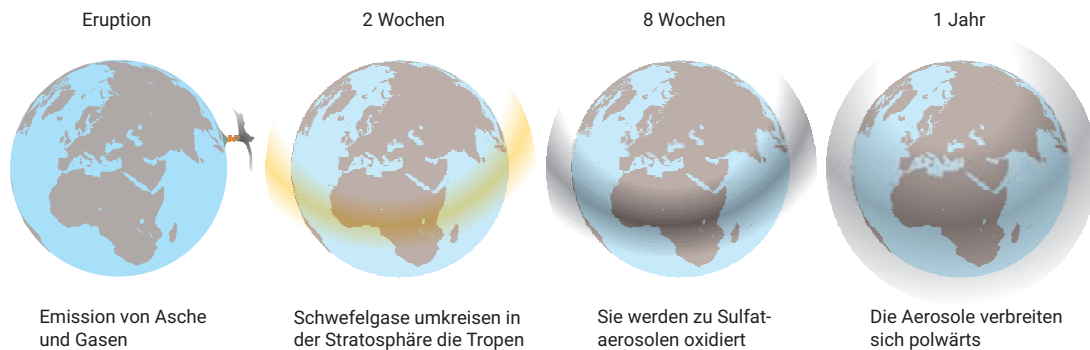 Eruption
2 Wochen
8 Wochen
1 Jahr
Emission von Asche
und Gasen
Schwefelgase umkreisen in
der Stratosphäre die Tropen
Sie werden zu Sulfat-
aerosolen oxidiert
Die Aerosole verbreiten
sich polwärts